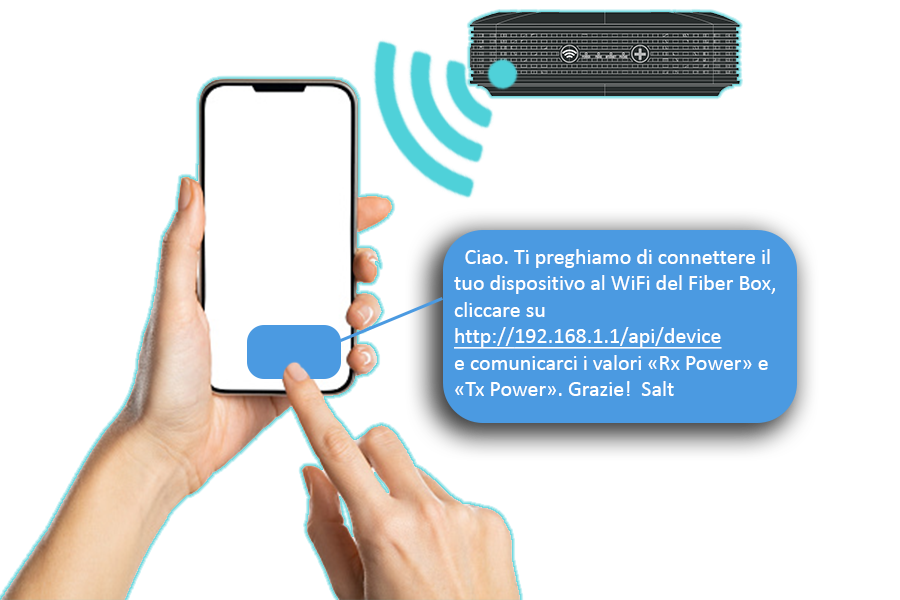 Ciao. Ti preghiamo di connettere il
tuo dispositivo al WiFi del Fiber Box,
cliccare su
http://192.168.1.1/api/device
e comunicarci i valori «Rx Power» e
«Tx Power». Grazie!  Salt